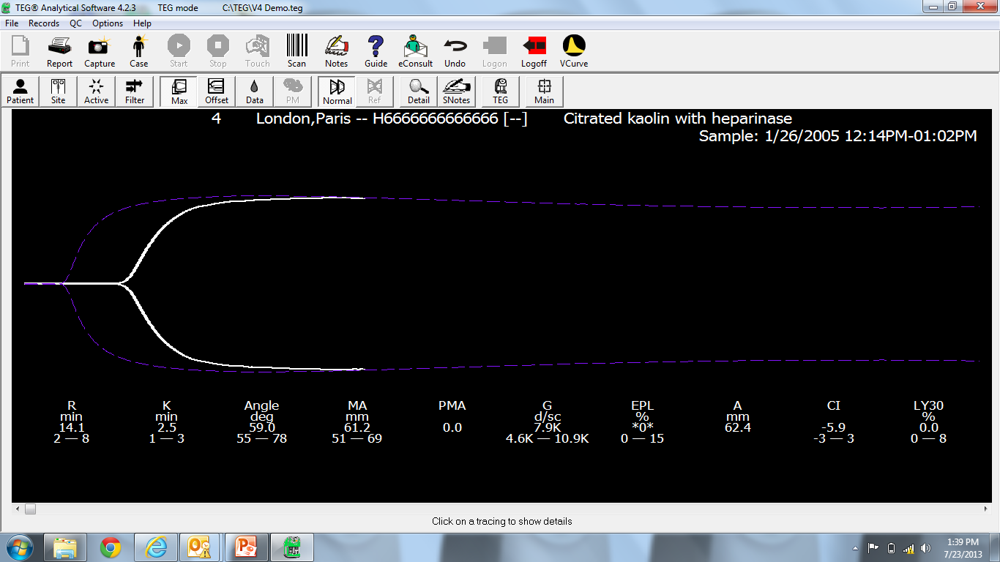 TEG® Analytical Software 4.2.3 TEG mode C:\TEG\V4 Demo.teg
File Records QC Options Help
Print Report Capture Case Start Stop Touch Scan Notes Guide eConsult Undo Logon Logoff VCurve
Patient Site Active Filter Max Offset Data PM Normal Ref Detail SNotes TEG Main
4 London,Paris -- H6666666666666 [--] Citrated kaolin with heparinase
Sample: 1/26/2005 12:14PM-01:02PM
R K Angle MA PMA G EPL A CI LY30
min min deg mm d/sc % mm %
14.1 2.5 59.0 61.2 0.0 7.9K *0* 62.4 -5.9 0.0
2 — 8 1 — 3 55 — 78 51 — 69 4.6K — 10.9K 0 — 15 -3 — 3 0 — 8
Click on a tracing to show details
1:39 PM
7/23/2013